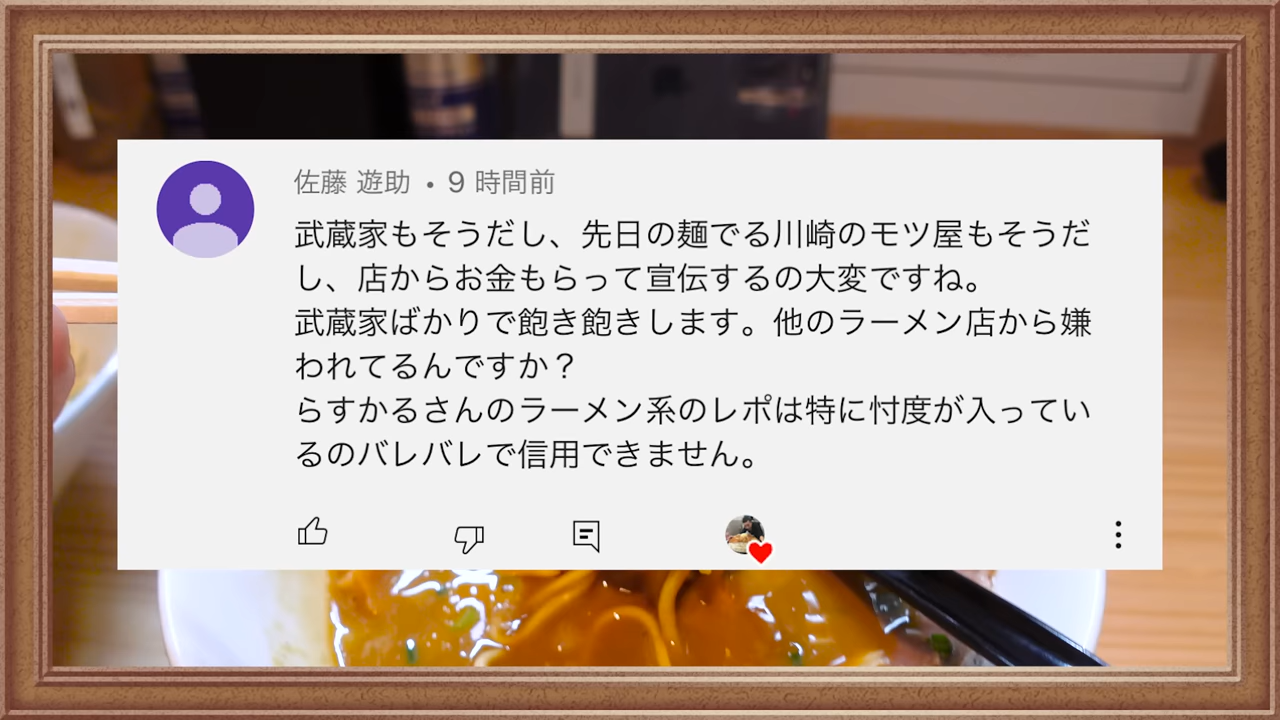 佐藤 遊助 • 9 時間前
武蔵家もそうだし、先日の麺でる川崎のモツ屋もそうだ
し、店からお金もらって宣伝するの大変ですね。
武蔵家ばかりで飽き飽きします。他のラーメン店から嫌
われてるんですか？
らすかるさんのラーメン系のレポは特に忖度が入ってい
るのバレバレで信用できません。